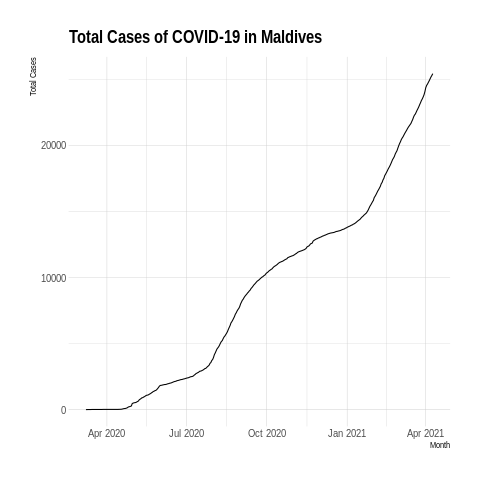 Total Cases of COVID-19 in Maldives
Total Cases
20000
10000
0
Apr 2020 Jul 2020 Oct 2020 Jan 2021 Apr 2021
Month